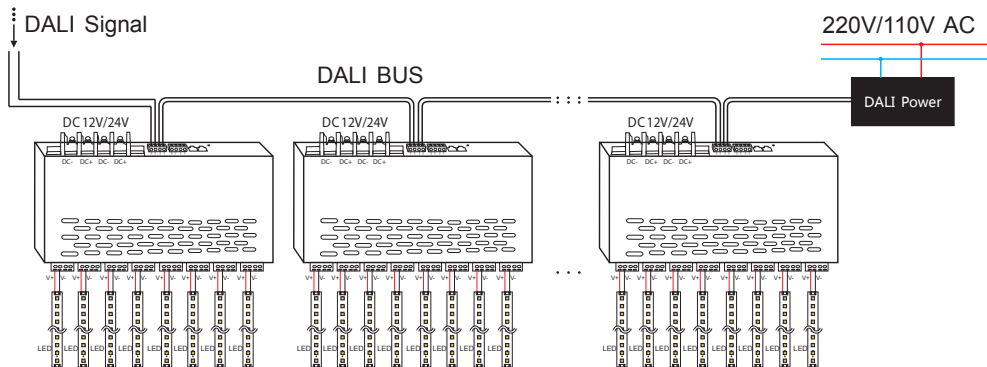 DALI Signal
220V/110V AC
DALI BUS
DALI Power
DC12V/24V DC12V/24V DC12V/24V
DC- DC+ DC- DC+ DC- DC+ DC- DC+ DC- DC+ DC- DC+
V+ V- V+ V- V+ V- V+ V- V+ V- V+ V- V+ V- V+ V- V+ V- V+ V- V+ V- V+ V- V+ V- V+ V- V+ V- V+ V- V+ V- V+ V- V+ V- V+ V- V+ V- V+ V- V+ V- V+ V-
LED LED LED LED LED LED LED LED LED LED LED LED LED LED LED LED LED LED LED LED LED LED LED LED